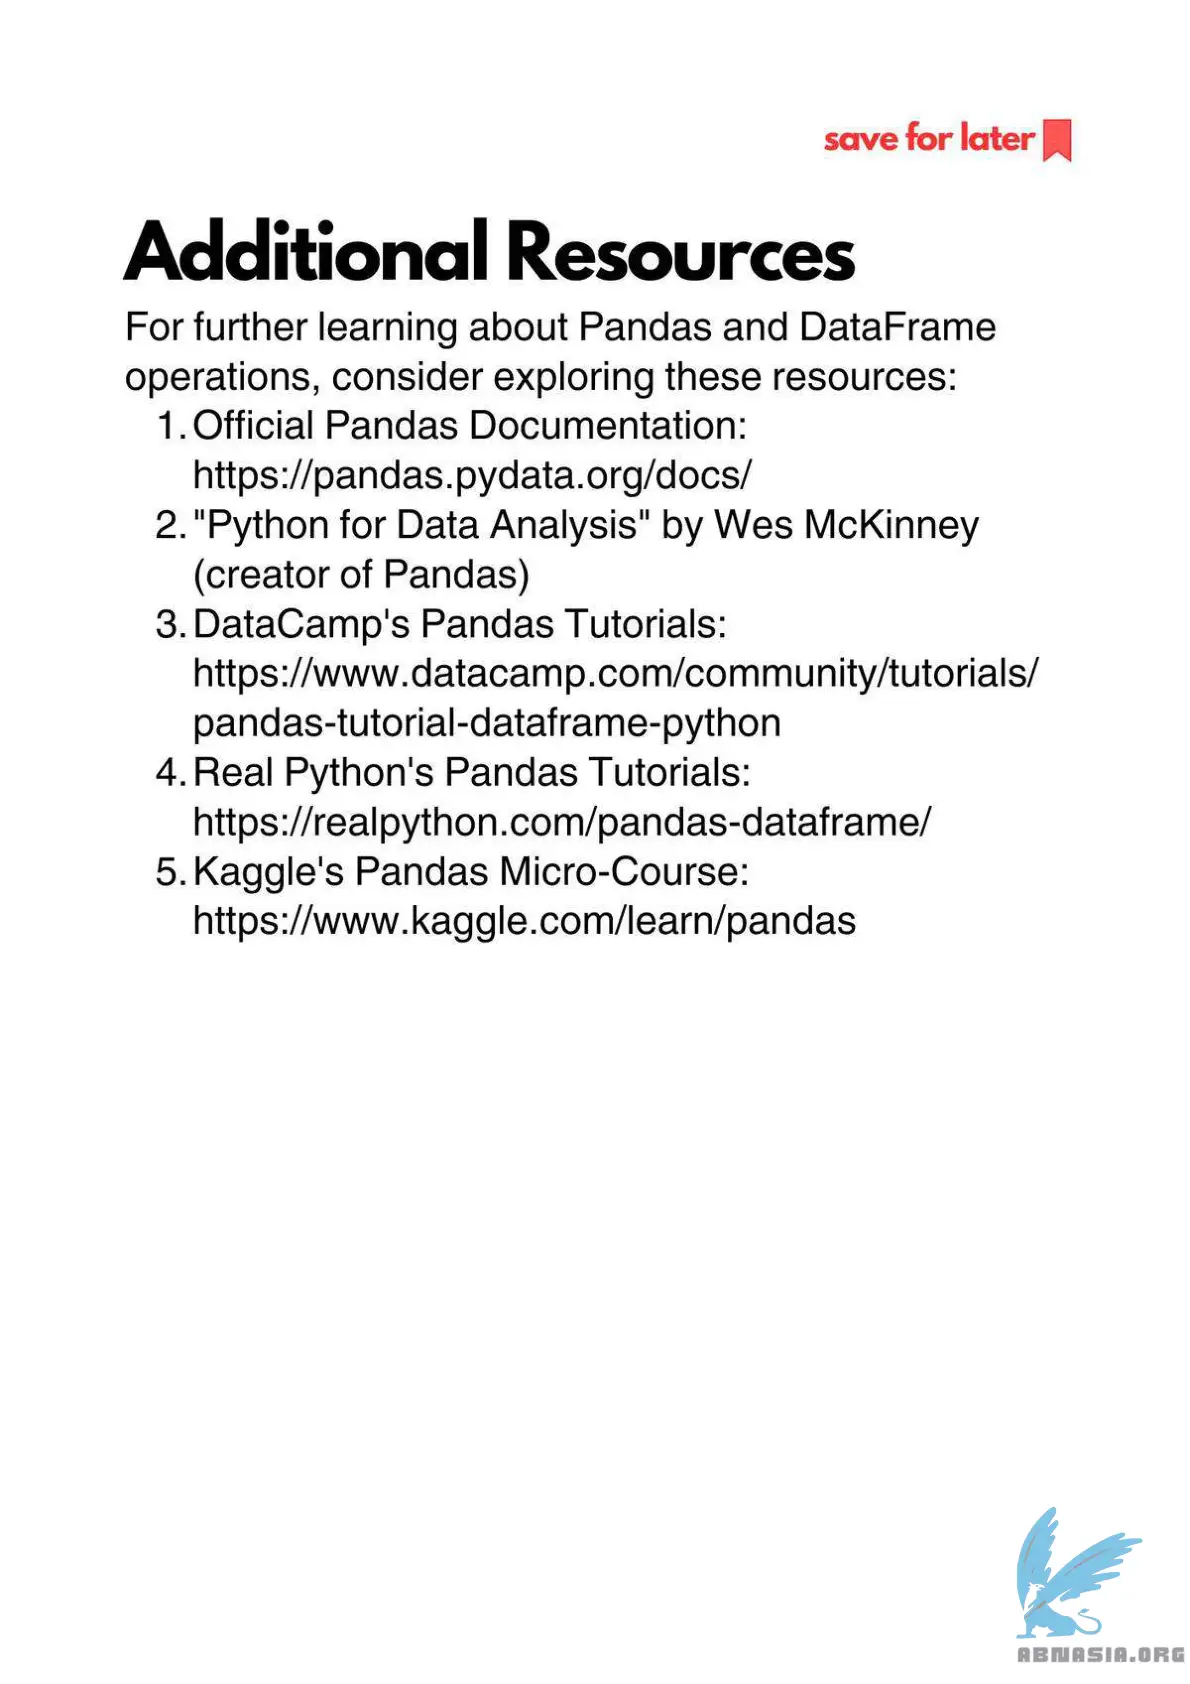 save for later
Additional Resources
For further learning about Pandas and DataFrame
operations, consider exploring these resources:
1. Official Pandas Documentation:
https://pandas.pydata.org/docs/
2. "Python for Data Analysis" by Wes McKinney
(creator of Pandas)
3. DataCamp's Pandas Tutorials:
https://www.datacamp.com/community/tutorials/
pandas-tutorial-dataframe-python
4. Real Python's Pandas Tutorials:
https://realpython.com/pandas-dataframe/
5. Kaggle's Pandas Micro-Course:
https://www.kaggle.com/learn/pandas
ABNASIA.ORG